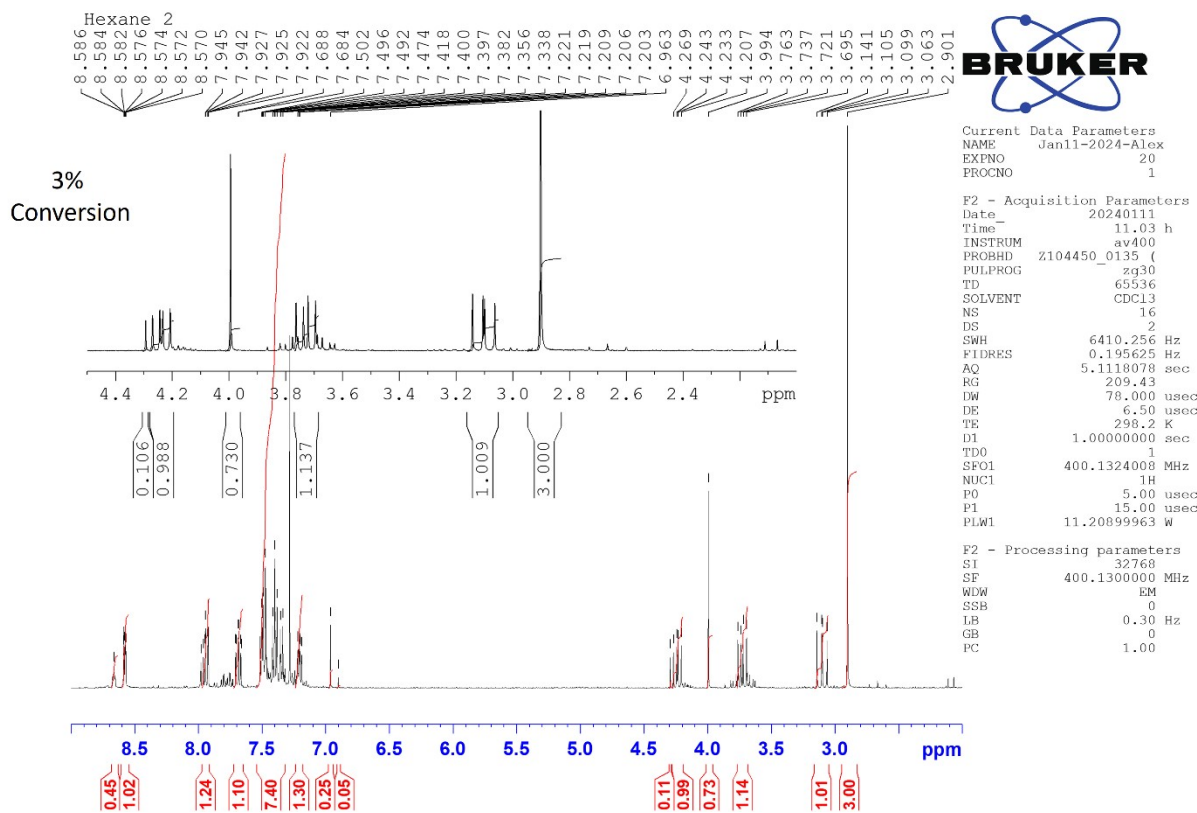 Hexane 2
8.586
8.584
8.582
8.576
8.574
8.572
8.570
7.945
7.942
7.927
7.925
7.922
7.688
7.684
7.502
7.496
7.492
7.474
7.418
7.400
7.397
7.382
7.356
7.338
7.221
7.219
7.209
7.206
7.203
6.963
4.269
4.243
4.233
4.207
3.994
3.763
3.737
3.721
3.695
3.141
3.105
3.099
3.063
2.901
BRUKER
3%
Conversion
4.4 4.2 4.0 3.8 3.6 3.4 3.2 3.0 2.8 2.6 2.4 ppm
0.106
0.988
0.730
1.137
1.009
3.000
8.5 8.0 7.5 7.0 6.5 6.0 5.5 5.0 4.5 4.0 3.5 3.0 ppm
0.45
1.02
1.24
1.10
7.40
1.30
0.25
0.05
0.11
0.99
0.73
1.14
1.01
3.00
Current Data Parameters
NAME Jan11-2024-Alex
EXPNO 20
PROCNO 1
F2 - Acquisition Parameters
Date_ 20240111
Time 11.03 h
INSTRUM av400
PROBHD Z104450_0135 (
PULPROG zg30
TD 65536
SOLVENT CDCl3
NS 16
DS 2
SWH 6410.256 Hz
FIDRES 0.195625 Hz
AQ 5.1118078 sec
RG 209.43
DW 78.000 usec
DE 6.50 usec
TE 298.2 K
D1 1.00000000 sec
TD0 1
SFO1 400.1324008 MHz
NUC1 1H
P0 5.00 usec
P1 15.00 usec
PLW1 11.20899963 W
F2 - Processing parameters
SI 32768
SF 400.1300000 MHz
WDW EM
SSB 0
LB 0.30 Hz
GB 0
PC 1.00